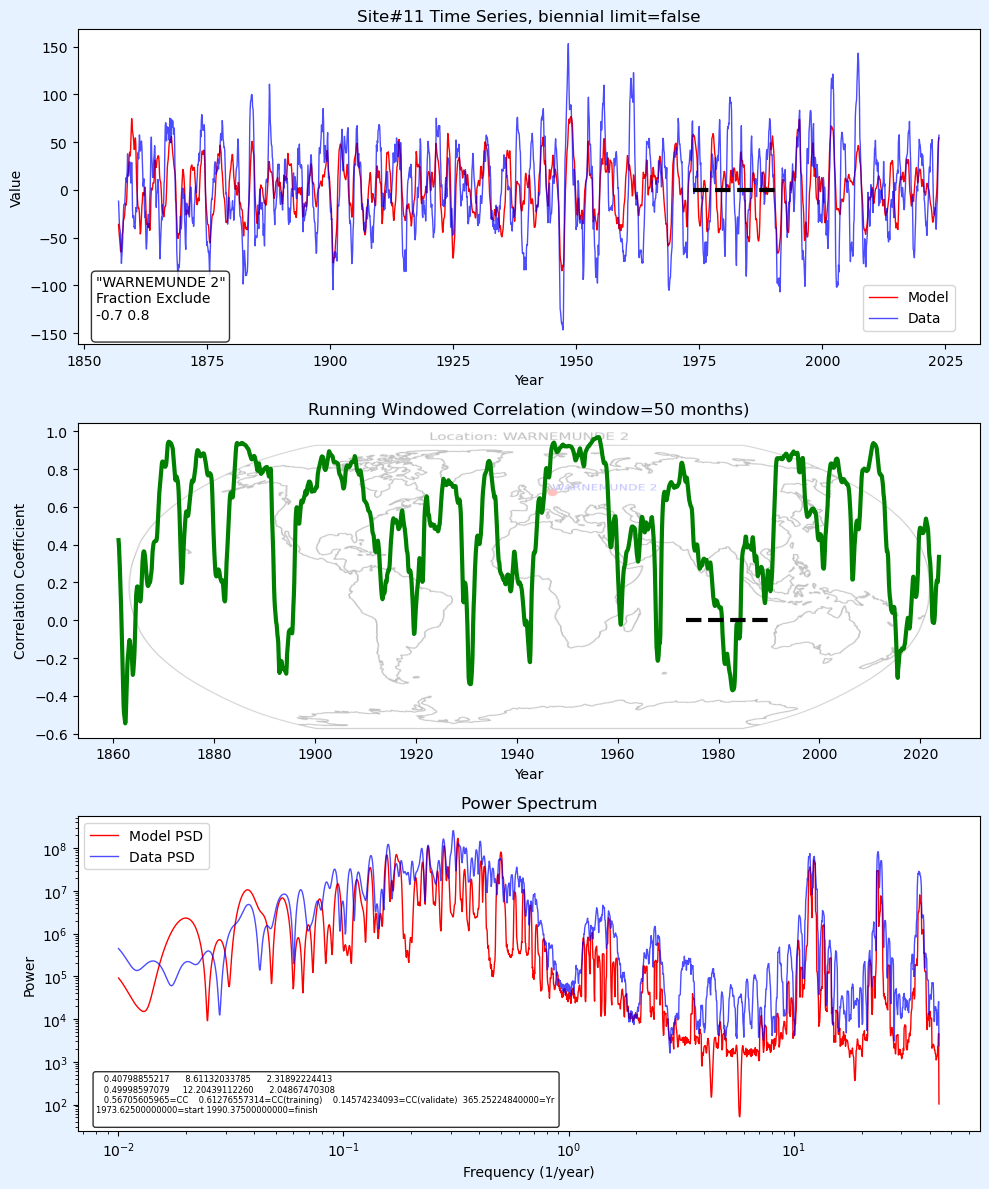 Site#11 Time Series, biennial limit=false
Value
150
100
50
0
−50
−100
−150
"WARNEMUNDE 2"
Fraction Exclude
-0.7 0.8
Model
Data
1850
1875
1900
1925
1950
1975
2000
2025
Year
Running Windowed Correlation (window=50 months)
Correlation Coefficient
1.0
0.8
0.6
0.4
0.2
0.0
−0.2
−0.4
−0.6
Location: WARNEMUNDE 2
WARNEMUNDE 2
1860
1880
1900
1920
1940
1960
1980
2000
2020
Year
Power Spectrum
Power
10^8
10^7
10^6
10^5
10^4
10^3
10^2
Model PSD
Data PSD
0.40798855217 8.61132033785 2.31892224413
0.49998597079 12.20439112260 2.04867470308
0.56705605965=CC 0.61276557314=CC(training) 0.14574234093=CC(validate) 365.25224840000=Yr
1973.62500000000=start 1990.37500000000=finish
10^−2
10^−1
10^0
10^1
Frequency (1/year)